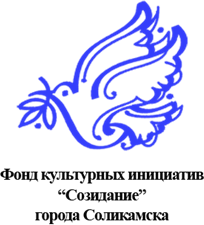 Фонд культурных инициатив
“Созидание”
города Соликамска